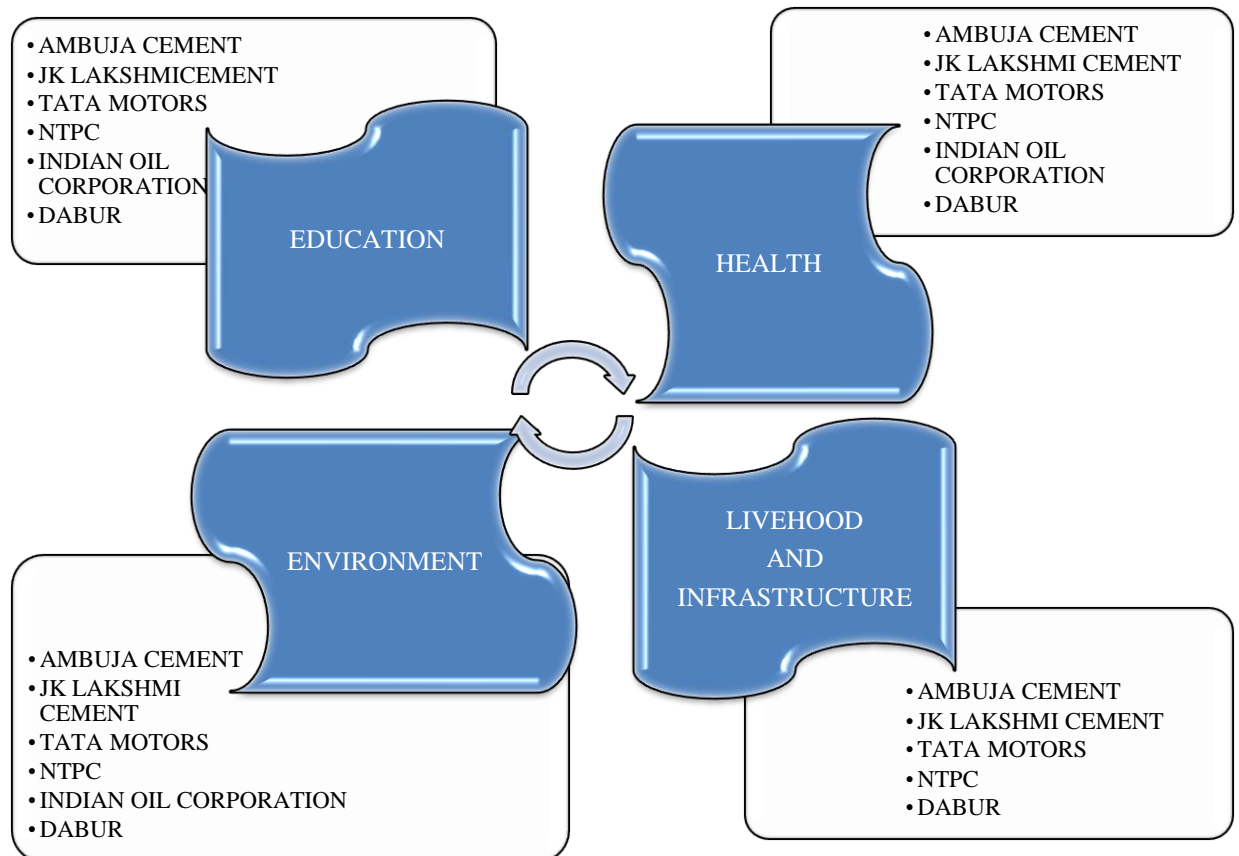 • AMBUJA CEMENT
• JK LAKSHMICEMENT
• TATA MOTORS
• NTPC
• INDIAN OIL
CORPORATION
• DABUR
EDUCATION
• AMBUJA CEMENT
• JK LAKSHMI CEMENT
• TATA MOTORS
• NTPC
• INDIAN OIL
CORPORATION
• DABUR
HEALTH
ENVIRONMENT
• AMBUJA CEMENT
• JK LAKSHMI
CEMENT
• TATA MOTORS
• NTPC
• INDIAN OIL CORPORATION
• DABUR
LIVEHOOD
AND
INFRASTRUCTURE
• AMBUJA CEMENT
• JK LAKSHMI CEMENT
• TATA MOTORS
• NTPC
• DABUR